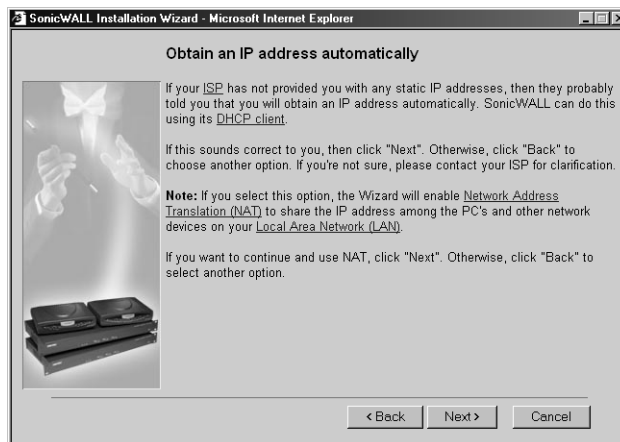 SonicWALL Installation Wizard - Microsoft Internet Explorer
Obtain an IP address automatically
If your ISP has not provided you with any static IP addresses, then they probably
told you that you will obtain an IP address automatically. SonicWALL can do this
using its DHCP client.
If this sounds correct to you, then click "Next". Otherwise, click "Back" to
choose another option. If you're not sure, please contact your ISP for clarification.
Note: If you select this option, the Wizard will enable Network Address
Translation (NAT) to share the IP address among the PC's and other network
devices on your Local Area Network (LAN).
If you want to continue and use NAT, click "Next". Otherwise, click "Back" to
select another option.
< Back Next > Cancel